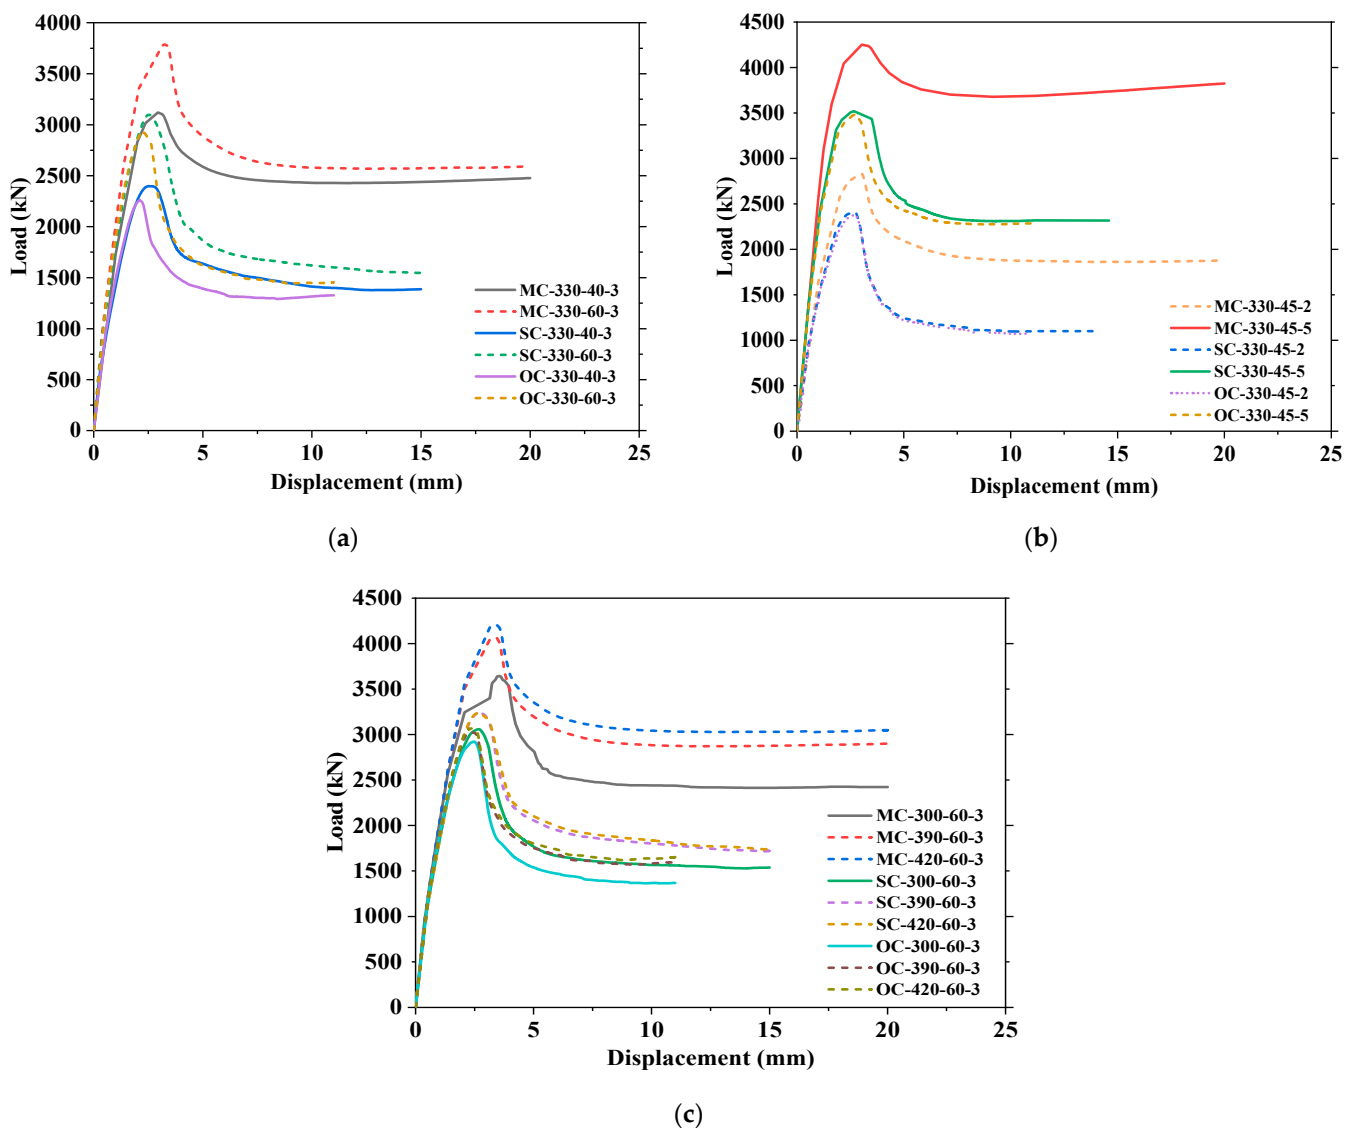 4000
3500
3000
2500
2000
1500
1000
500
0
Load (kN)
MC-330-40-3
MC-330-60-3
SC-330-40-3
SC-330-60-3
OC-330-40-3
OC-330-60-3
0 5 10 15 20 25
Displacement (mm)
(a)
4500
4000
3500
3000
2500
2000
1500
1000
500
0
Load (kN)
MC-330-45-2
MC-330-45-5
SC-330-45-2
SC-330-45-5
OC-330-45-2
OC-330-45-5
0 5 10 15 20 25
Displacement (mm)
(b)
4500
4000
3500
3000
2500
2000
1500
1000
500
0
Load (kN)
MC-300-60-3
MC-390-60-3
MC-420-60-3
SC-300-60-3
SC-390-60-3
SC-420-60-3
OC-300-60-3
OC-390-60-3
OC-420-60-3
0 5 10 15 20 25
Displacement (mm)
(c)